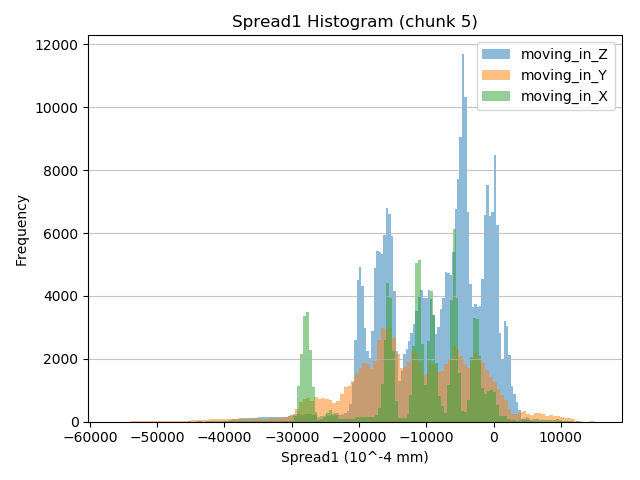 Spread1 Histogram (chunk 5)
12000
10000
8000
6000
4000
2000
0
Frequency
moving_in_Z
moving_in_Y
moving_in_X
−60000 −50000 −40000 −30000 −20000 −10000 0 10000
Spread1 (10^-4 mm)